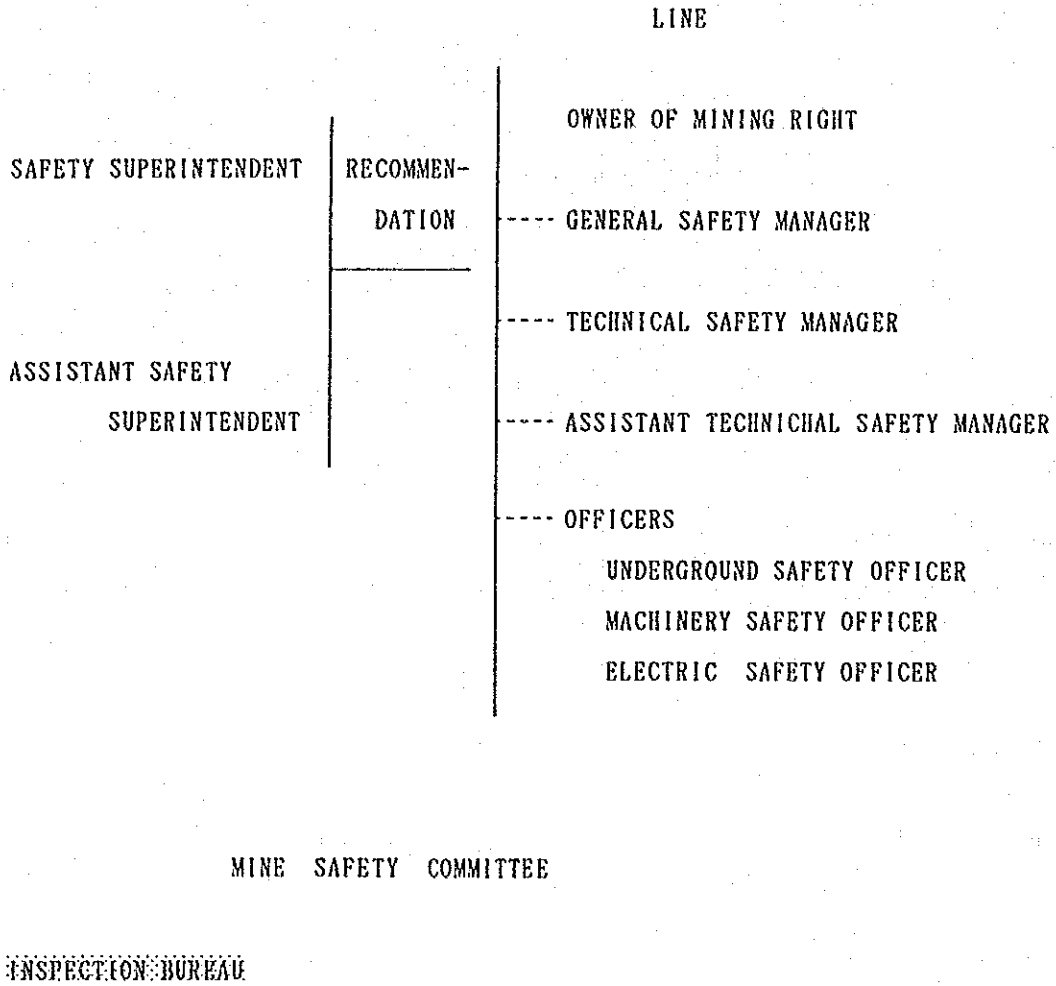 LINE
OWNER OF MINING RIGHT
SAFETY SUPERINTENDENT
RECOMMEN-
DATION
GENERAL SAFETY MANAGER
TECHNICAL SAFETY MANAGER
ASSISTANT SAFETY
SUPERINTENDENT
ASSISTANT TECHNICHAL SAFETY MANAGER
OFFICERS
UNDERGROUND SAFETY OFFICER
MACHINERY SAFETY OFFICER
ELECTRIC SAFETY OFFICER
MINE SAFETY COMMITTEE
INSPECTION BUREAU